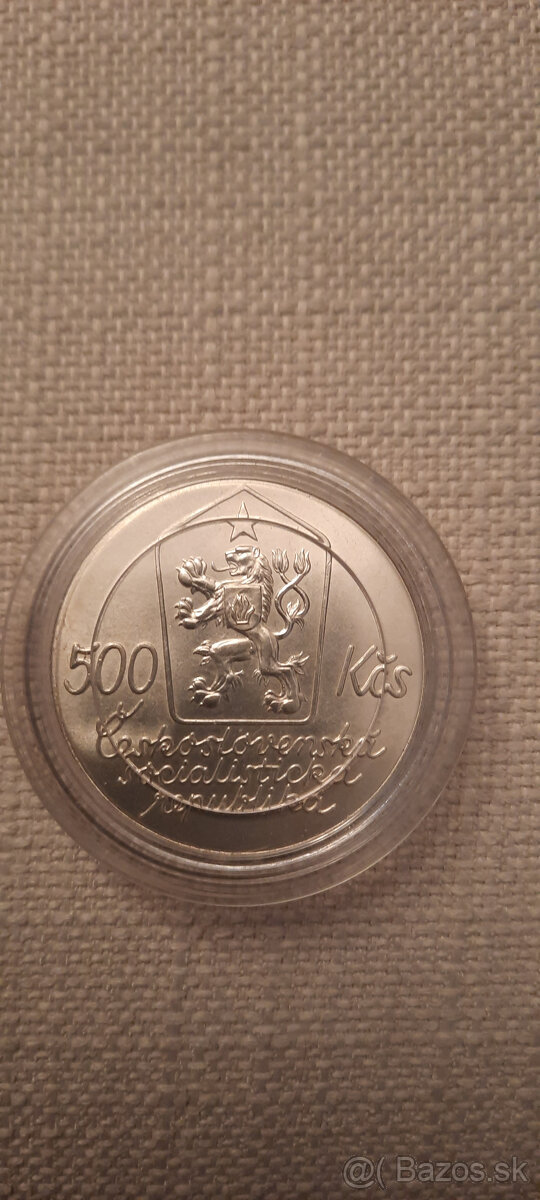 500 Kčs
Československá
socialistická
republika
@( Bazos.sk